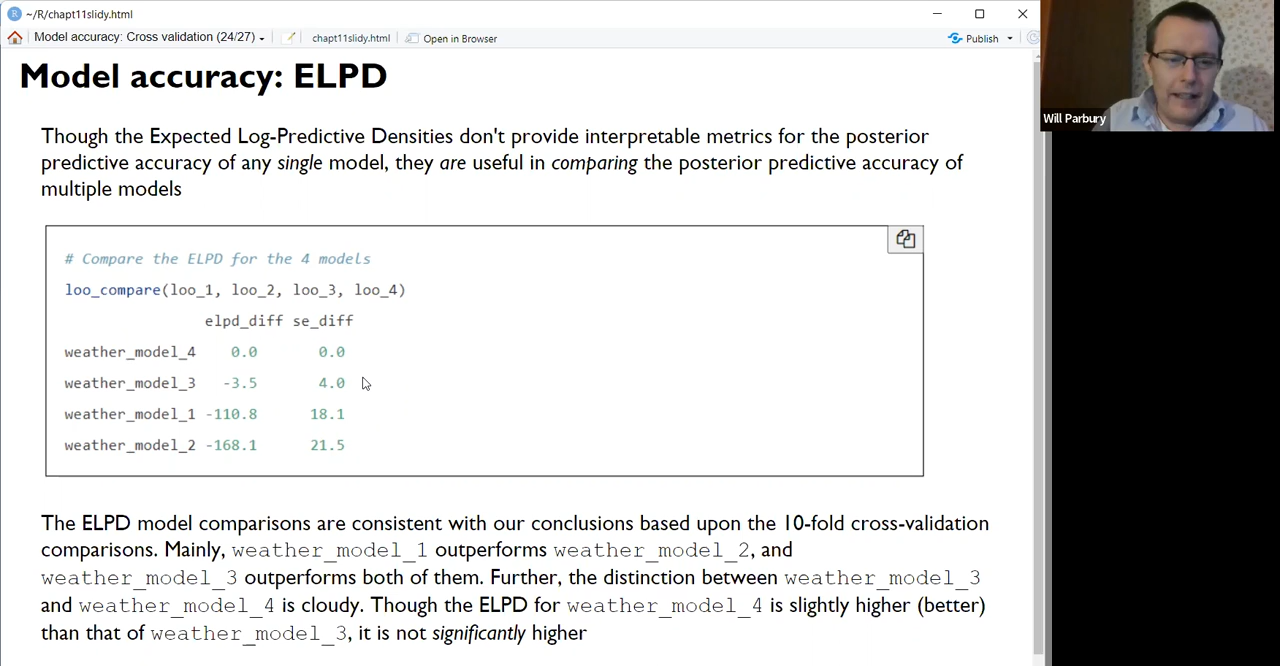 ~/R/chapt11slidy.html
Model accuracy: Cross validation (24/27)
chapt11slidy.html
Open in Browser
Publish
Model accuracy: ELPD
Though the Expected Log-Predictive Densities don't provide interpretable metrics for the posterior
predictive accuracy of any single model, they are useful in comparing the posterior predictive accuracy of
multiple models
# Compare the ELPD for the 4 models
loo_compare(loo_1, loo_2, loo_3, loo_4)
elpd_diff se_diff
weather_model_4 0.0 0.0
weather_model_3 -3.5 4.0
weather_model_1 -110.8 18.1
weather_model_2 -168.1 21.5
The ELPD model comparisons are consistent with our conclusions based upon the 10-fold cross-validation
comparisons. Mainly, weather_model_1 outperforms weather_model_2, and
weather_model_3 outperforms both of them. Further, the distinction between weather_model_3
and weather_model_4 is cloudy. Though the ELPD for weather_model_4 is slightly higher (better)
than that of weather_model_3, it is not significantly higher
Will Parbury